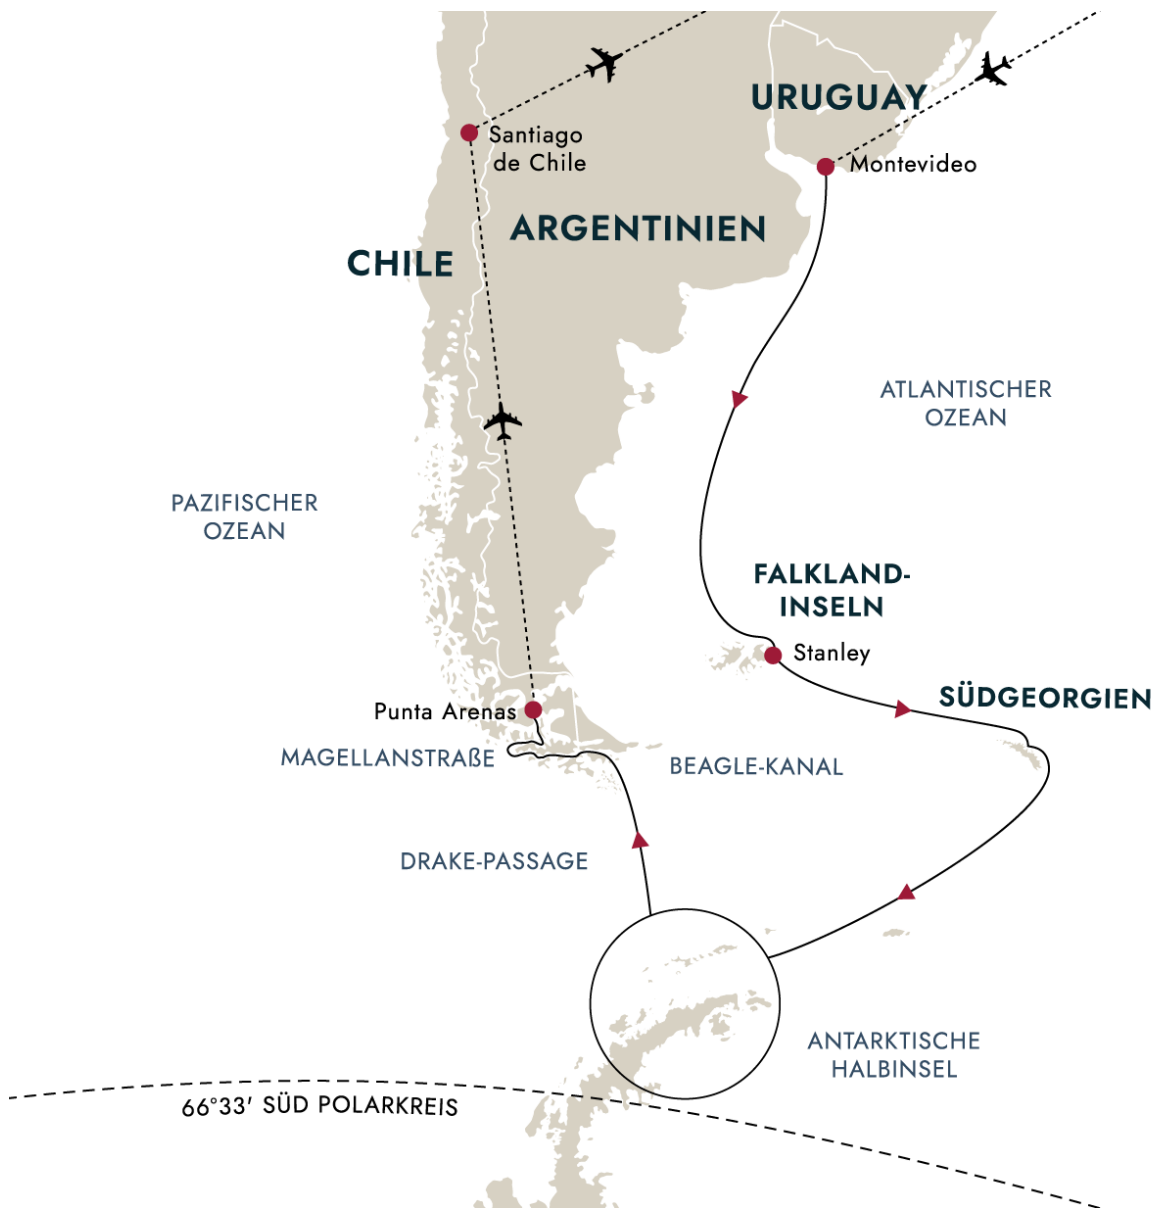 URUGUAY
Santiago
de Chile
Montevideo
ARGENTINIEN
CHILE
ATLANTISCHER
OZEAN
PAZIFISCHER
OZEAN
FALKLAND-
INSELN
Stanley
SÜDGEORGIEN
Punta Arenas
MAGELLANSTRAßE
BEAGLE-KANAL
DRAKE-PASSAGE
ANTARKTISCHE
HALBINSEL
66°33' SÜD POLARKREIS